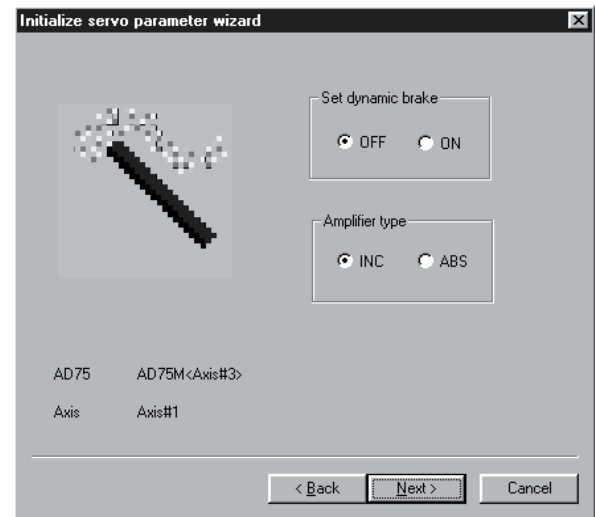 Initialize servo parameter wizard
Set dynamic brake
OFF ON
Amplifier type
INC ABS
AD75 AD75M<Axis#3>
Axis Axis#1
< Back Next > Cancel